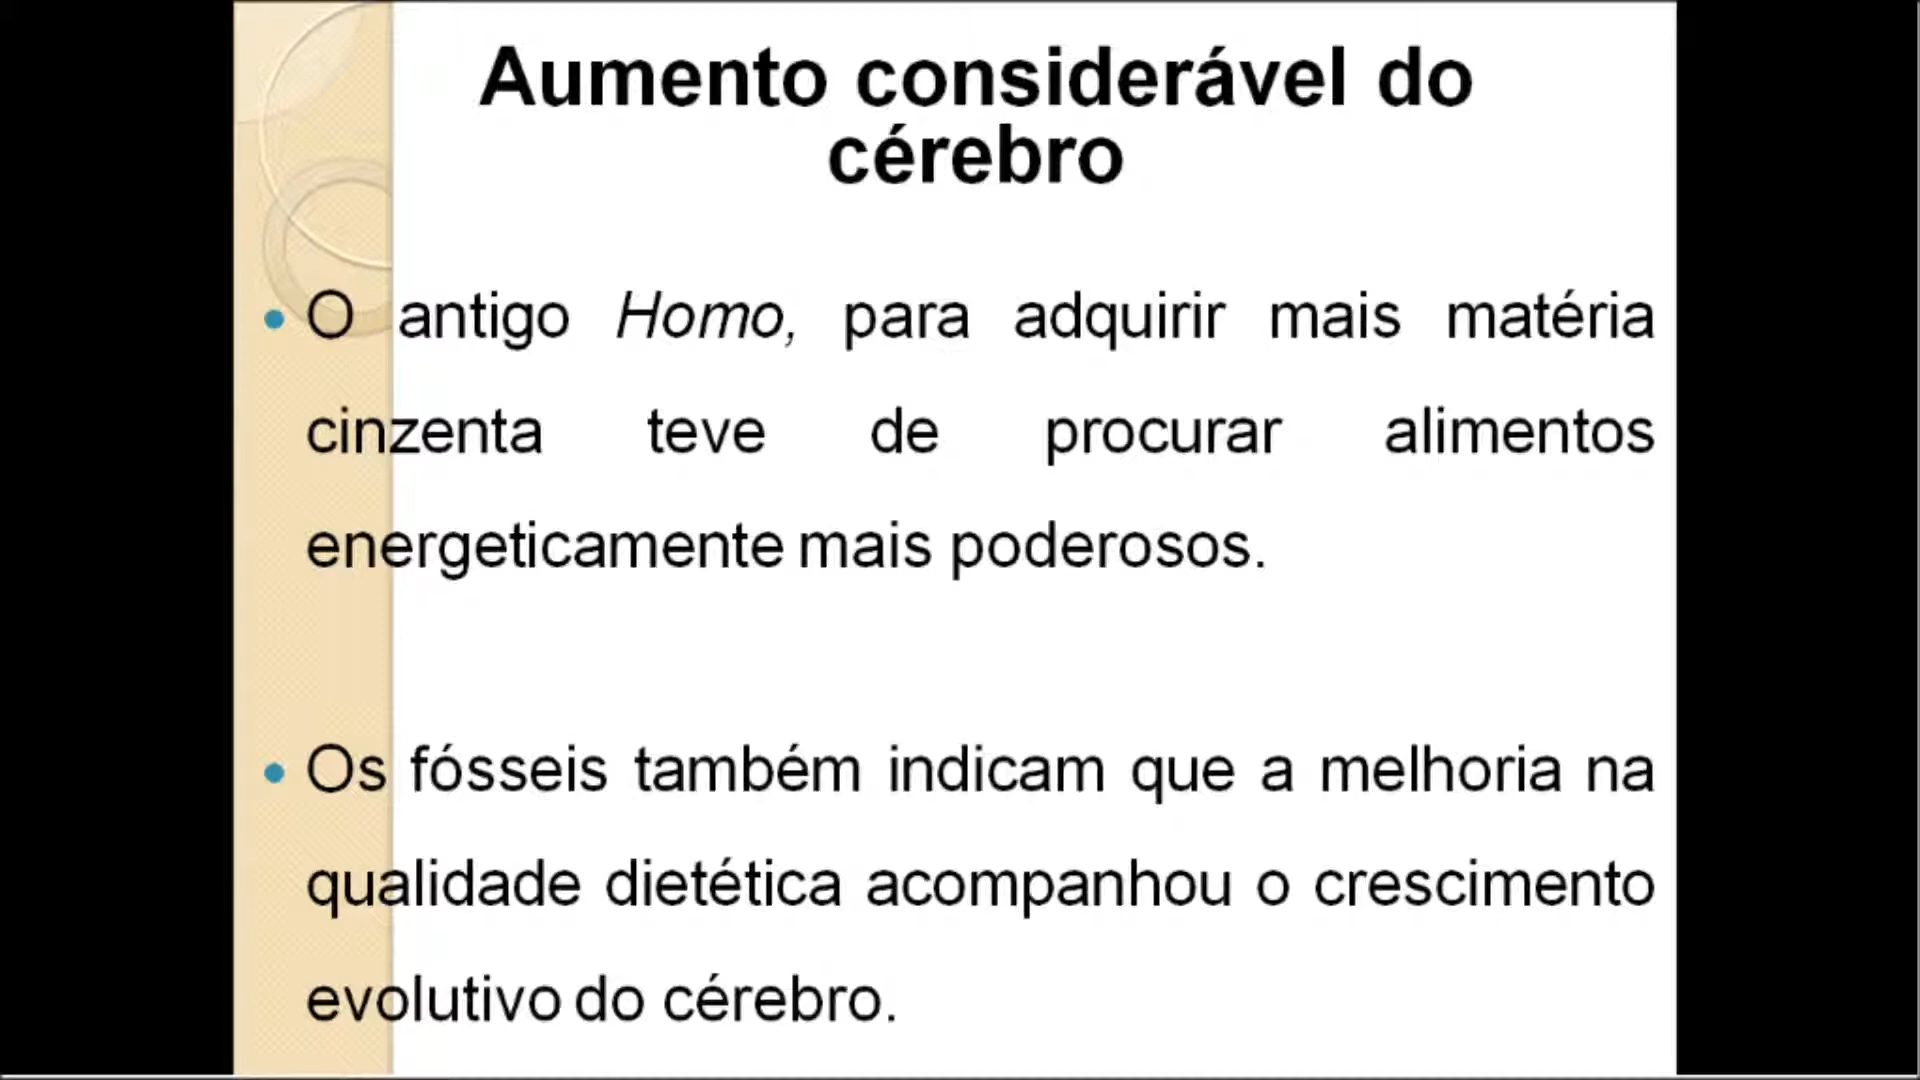 Aumento considerável do
cérebro
• O antigo Homo, para adquirir mais matéria
cinzenta teve de procurar alimentos
energeticamente mais poderosos.
• Os fósseis também indicam que a melhoria na
qualidade dietética acompanhou o crescimento
evolutivo do cérebro.